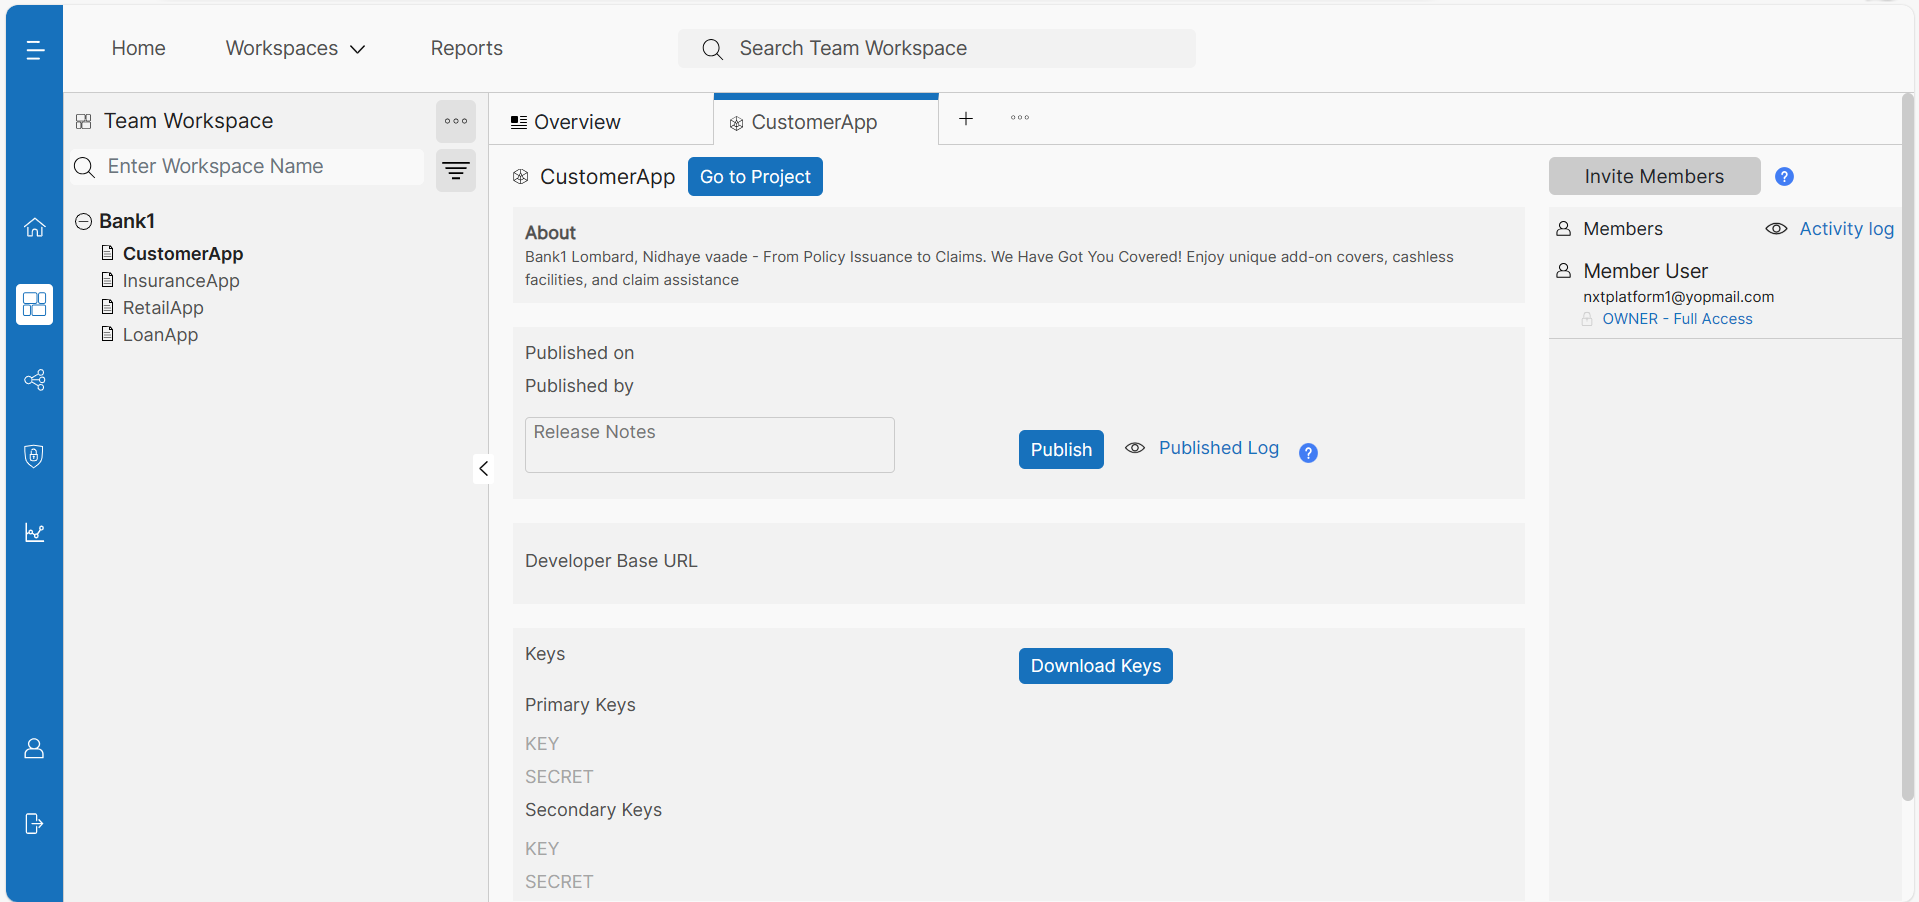 Home Workspaces Reports Search Team Workspace
Team Workspace
Enter Workspace Name
Bank1
CustomerApp
InsuranceApp
RetailApp
LoanApp
Overview CustomerApp
CustomerApp Go to Project
About
Bank1 Lombard, Nidhaye vaade - From Policy Issuance to Claims. We Have Got You Covered! Enjoy unique add-on covers, cashless
facilities, and claim assistance
Published on
Published by
Release Notes
Publish Published Log ?
Developer Base URL
Keys Download Keys
Primary Keys
KEY
SECRET
Secondary Keys
KEY
SECRET
Invite Members ?
Members Activity log
Member User
nxtplatform1@yopmail.com
OWNER - Full Access